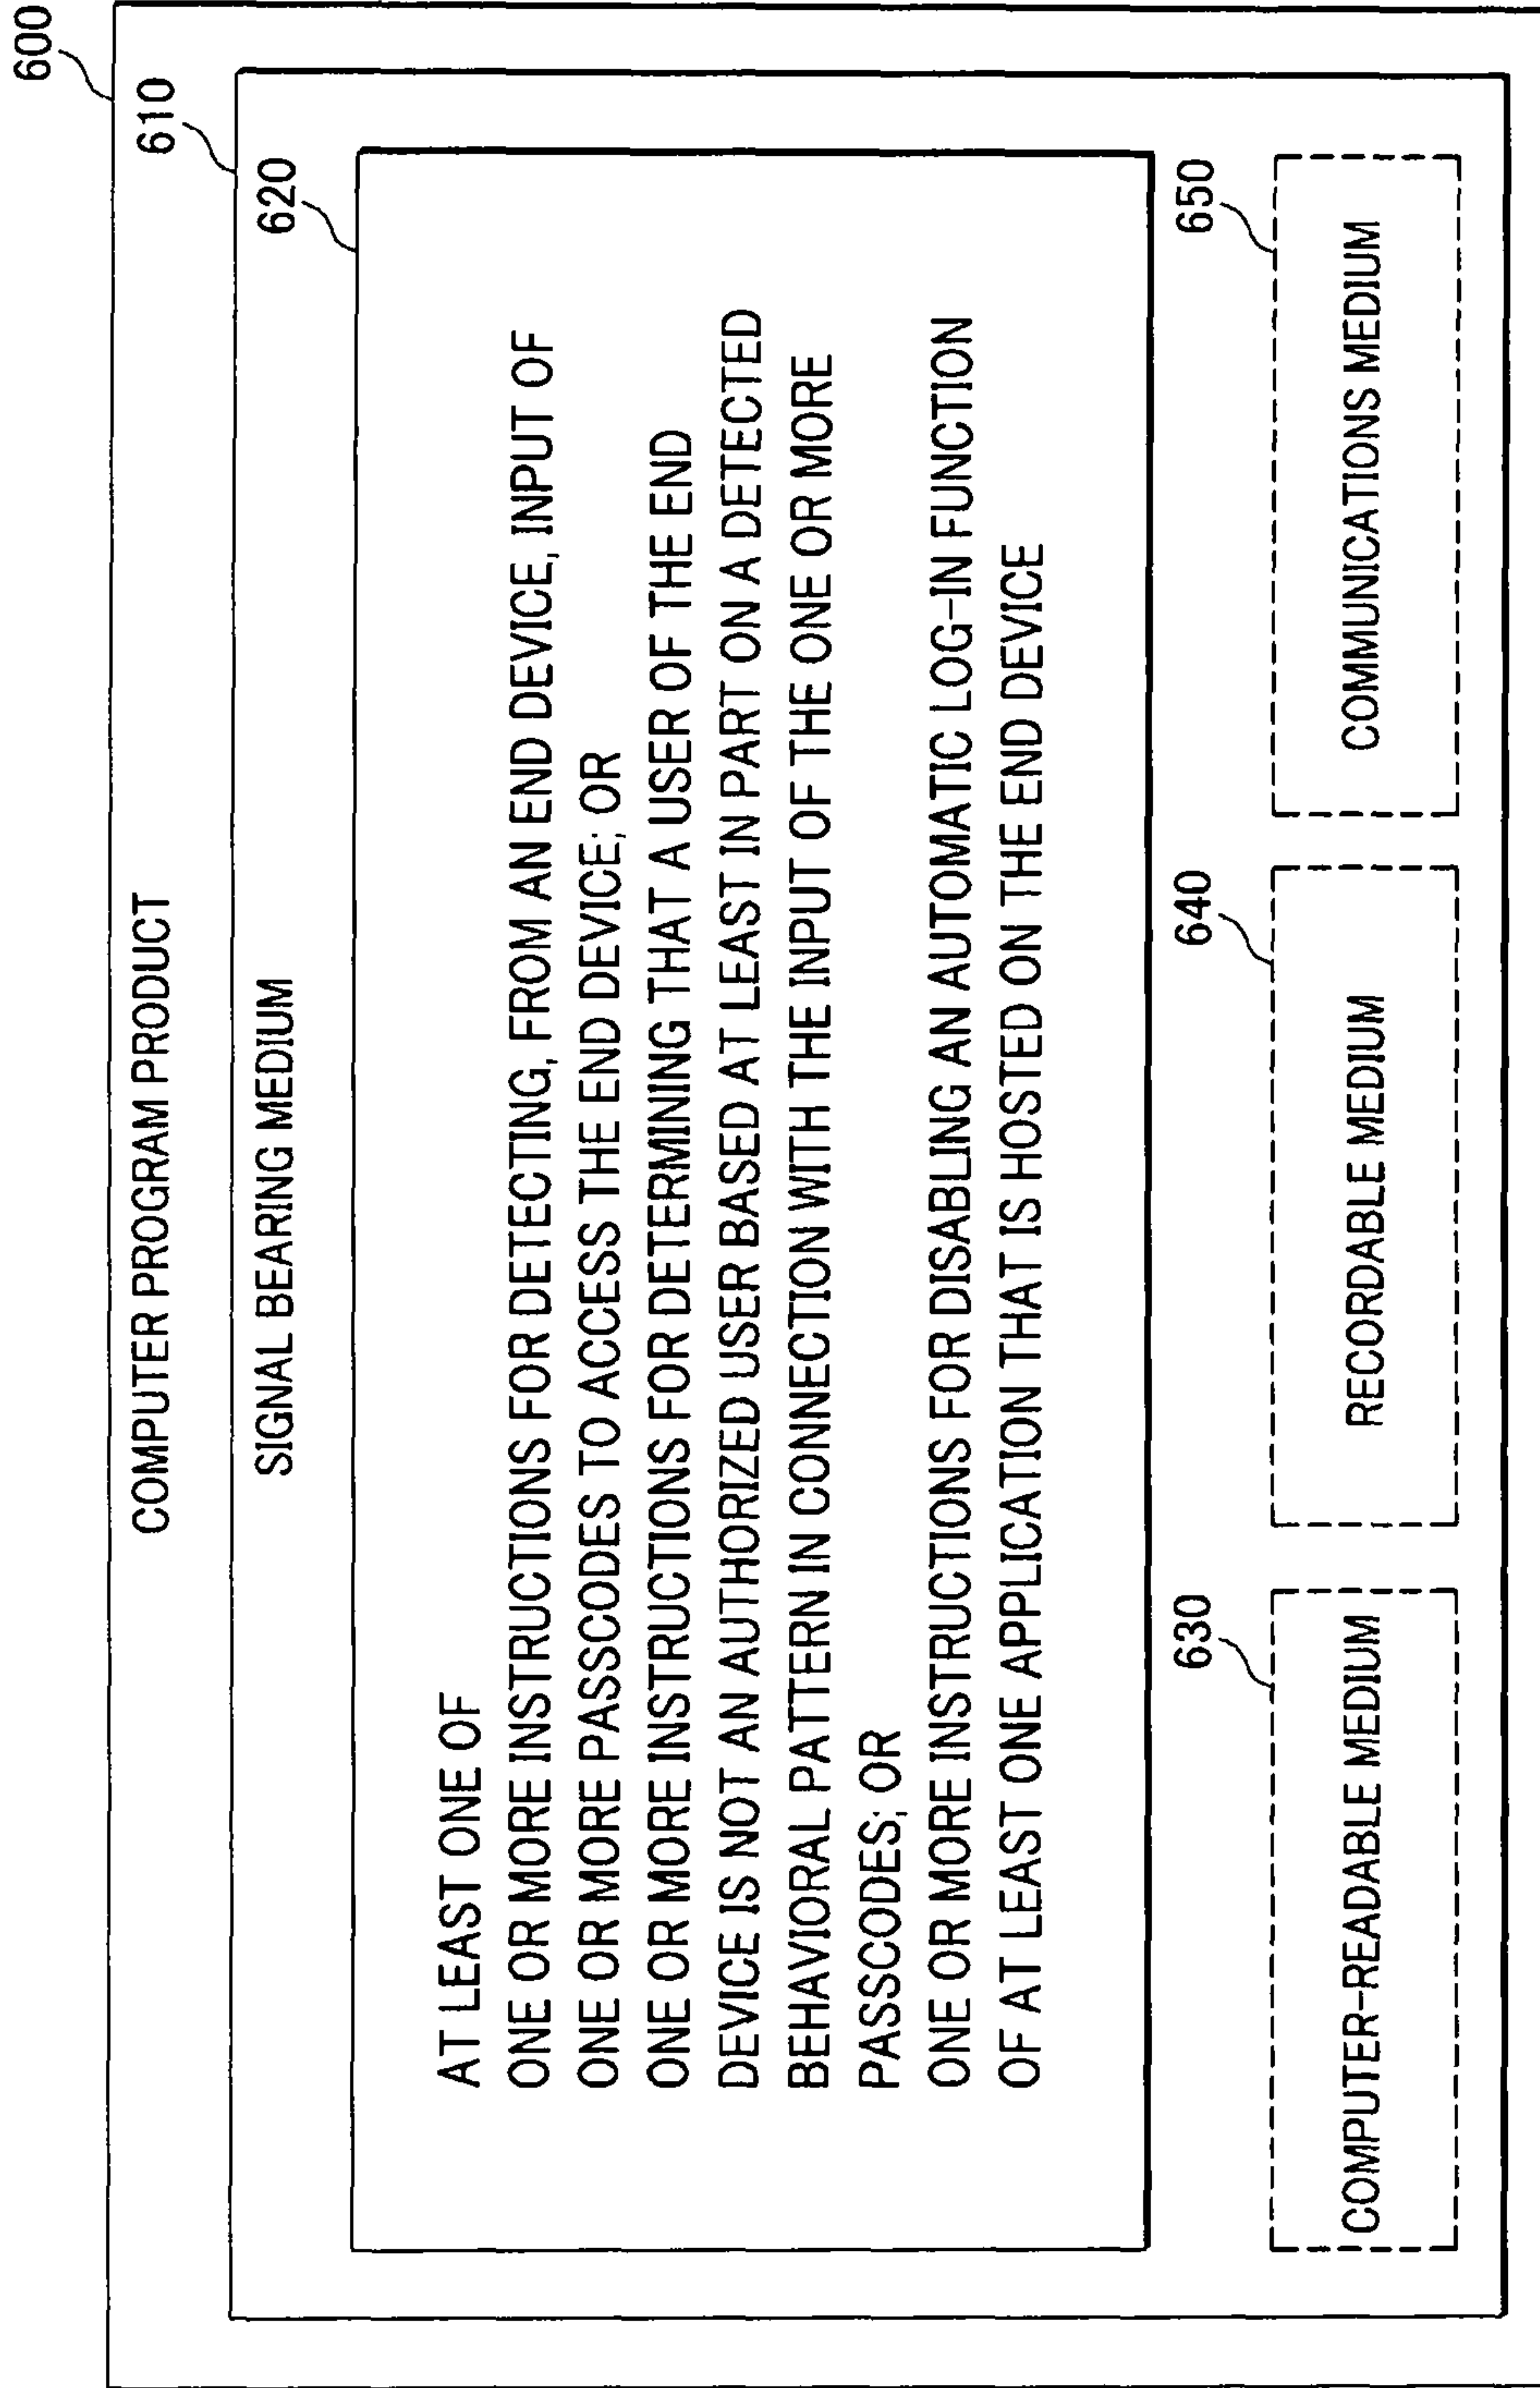 600
COMPUTER PROGRAM PRODUCT
610
SIGNAL BEARING MEDIUM
620
AT LEAST ONE OF
ONE OR MORE INSTRUCTIONS FOR DETECTING, FROM AN END DEVICE, INPUT OF
ONE OR MORE PASSCODES TO ACCESS THE END DEVICE; OR
ONE OR MORE INSTRUCTIONS FOR DETERMINING THAT A USER OF THE END
DEVICE IS NOT AN AUTHORIZED USER BASED AT LEAST IN PART ON A DETECTED
BEHAVIORAL PATTERN IN CONNECTION WITH THE INPUT OF THE ONE OR MORE
PASSCODES; OR
ONE OR MORE INSTRUCTIONS FOR DISABLING AN AUTOMATIC LOG-IN FUNCTION
OF AT LEAST ONE APPLICATION THAT IS HOSTED ON THE END DEVICE
630
COMPUTER-READABLE MEDIUM
640
RECORDABLE MEDIUM
650
COMMUNICATIONS MEDIUM